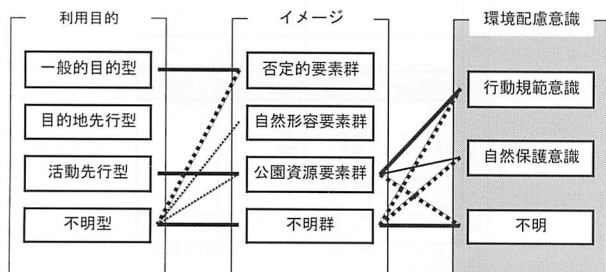 利用目的
一般的目的型
目的地先行型
活動先行型
不明型
イメージ
否定的要素群
自然形容要素群
公園資源要素群
不明群
環境配慮意識
行動規範意識
自然保護意識
不明